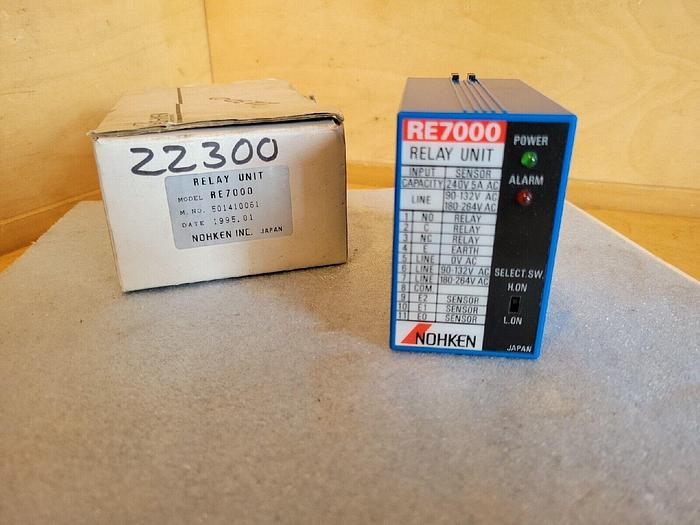 22300
RELAY UNIT
MODEL RE7000
M. NO. 501410061
DATE 1995.01
NOHKEN INC. JAPAN
RE7000
RELAY UNIT
INPUT SENSOR
CAPACITY 240V 5A AC
LINE 90-132V AC
180-264V AC
1 NO RELAY
2 C RELAY
3 NC RELAY
4 E EARTH
5 LINE 0V AC
6 LINE 90-132V AC
7 LINE 180-264V AC
8 COM
9 E2 SENSOR
10 E1 SENSOR
11 E0 SENSOR
NOHKEN
POWER
ALARM
SELECT.SW.
H.ON
L.ON
JAPAN